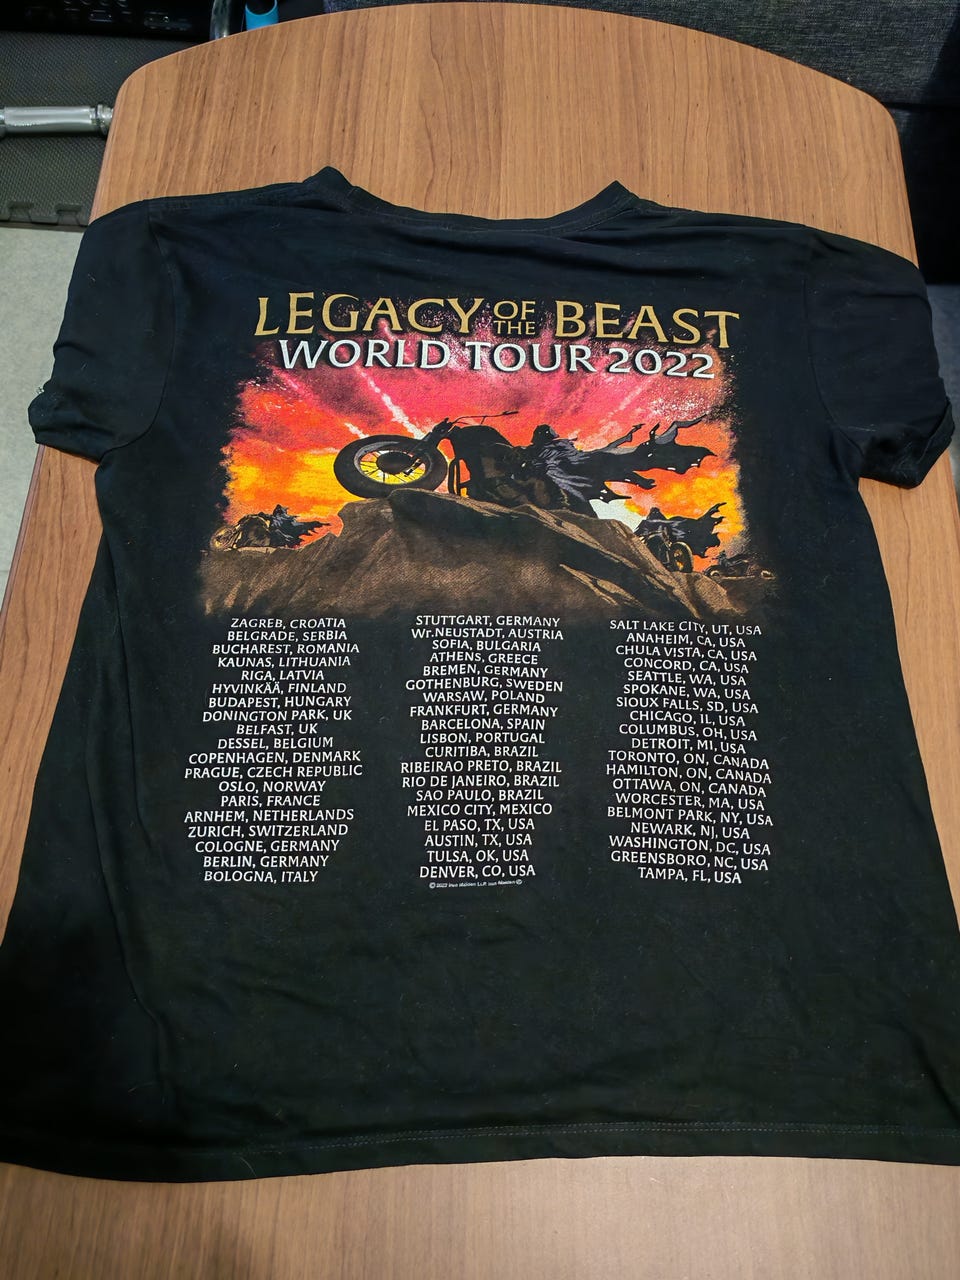 LEGACY OF THE BEAST
WORLD TOUR 2022
ZAGREB, CROATIA
BELGRADE, SERBIA
BUCHAREST, ROMANIA
KAUNAS, LITHUANIA
RIGA, LATVIA
HYVINKÄÄ, FINLAND
BUDAPEST, HUNGARY
DONINGTON PARK, UK
BELFAST, UK
DESSEL, BELGIUM
COPENHAGEN, DENMARK
PRAGUE, CZECH REPUBLIC
OSLO, NORWAY
PARIS, FRANCE
ARNHEM, NETHERLANDS
ZURICH, SWITZERLAND
COLOGNE, GERMANY
BERLIN, GERMANY
BOLOGNA, ITALY
STUTTGART, GERMANY
Wr.NEUSTADT, AUSTRIA
SOFIA, BULGARIA
ATHENS, GREECE
BREMEN, GERMANY
GOTHENBURG, SWEDEN
WARSAW, POLAND
FRANKFURT, GERMANY
BARCELONA, SPAIN
LISBON, PORTUGAL
CURITIBA, BRAZIL
RIBEIRAO PRETO, BRAZIL
RIO DE JANEIRO, BRAZIL
SAO PAULO, BRAZIL
MEXICO CITY, MEXICO
EL PASO, TX, USA
AUSTIN, TX, USA
TULSA, OK, USA
DENVER, CO, USA
© 2022 Iron Maiden LLP. Iron Maiden ®
SALT LAKE CITY, UT, USA
ANAHEIM, CA, USA
CHULA VISTA, CA, USA
CONCORD, CA, USA
SEATTLE, WA, USA
SPOKANE, WA, USA
SIOUX FALLS, SD, USA
CHICAGO, IL, USA
COLUMBUS, OH, USA
DETROIT, MI, USA
TORONTO, ON, CANADA
HAMILTON, ON, CANADA
OTTAWA, ON, CANADA
WORCESTER, MA, USA
BELMONT PARK, NY, USA
NEWARK, NJ, USA
WASHINGTON, DC, USA
GREENSBORO, NC, USA
TAMPA, FL, USA